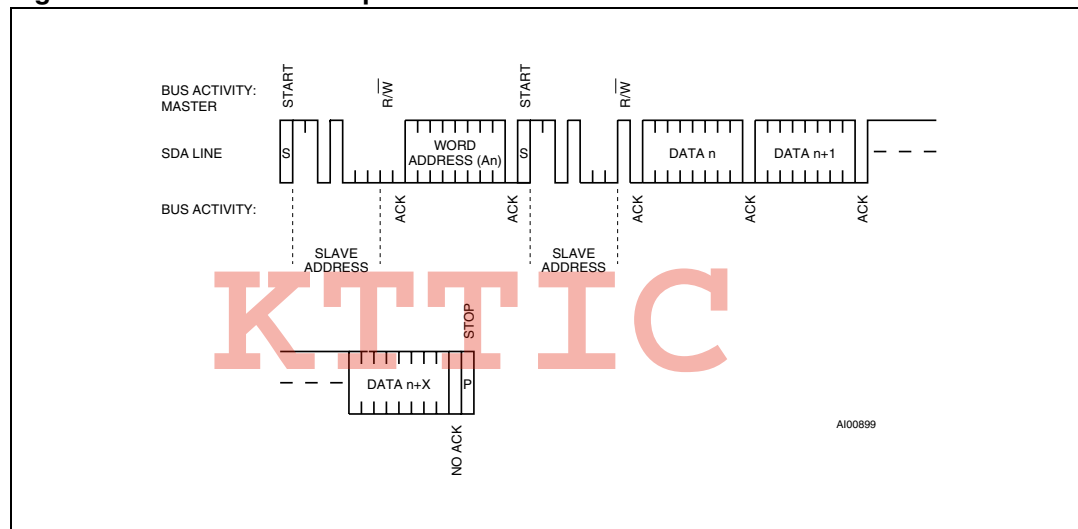 BUS ACTIVITY:
MASTER
START
R/W
START
R/W
SDA LINE
S
WORD
ADDRESS (An)
S
DATA n
DATA n+1
BUS ACTIVITY:
ACK
ACK
ACK
ACK
ACK
SLAVE
ADDRESS
SLAVE
ADDRESS
KTTIC
STOP
DATA n+X
P
NO ACK
AI00899